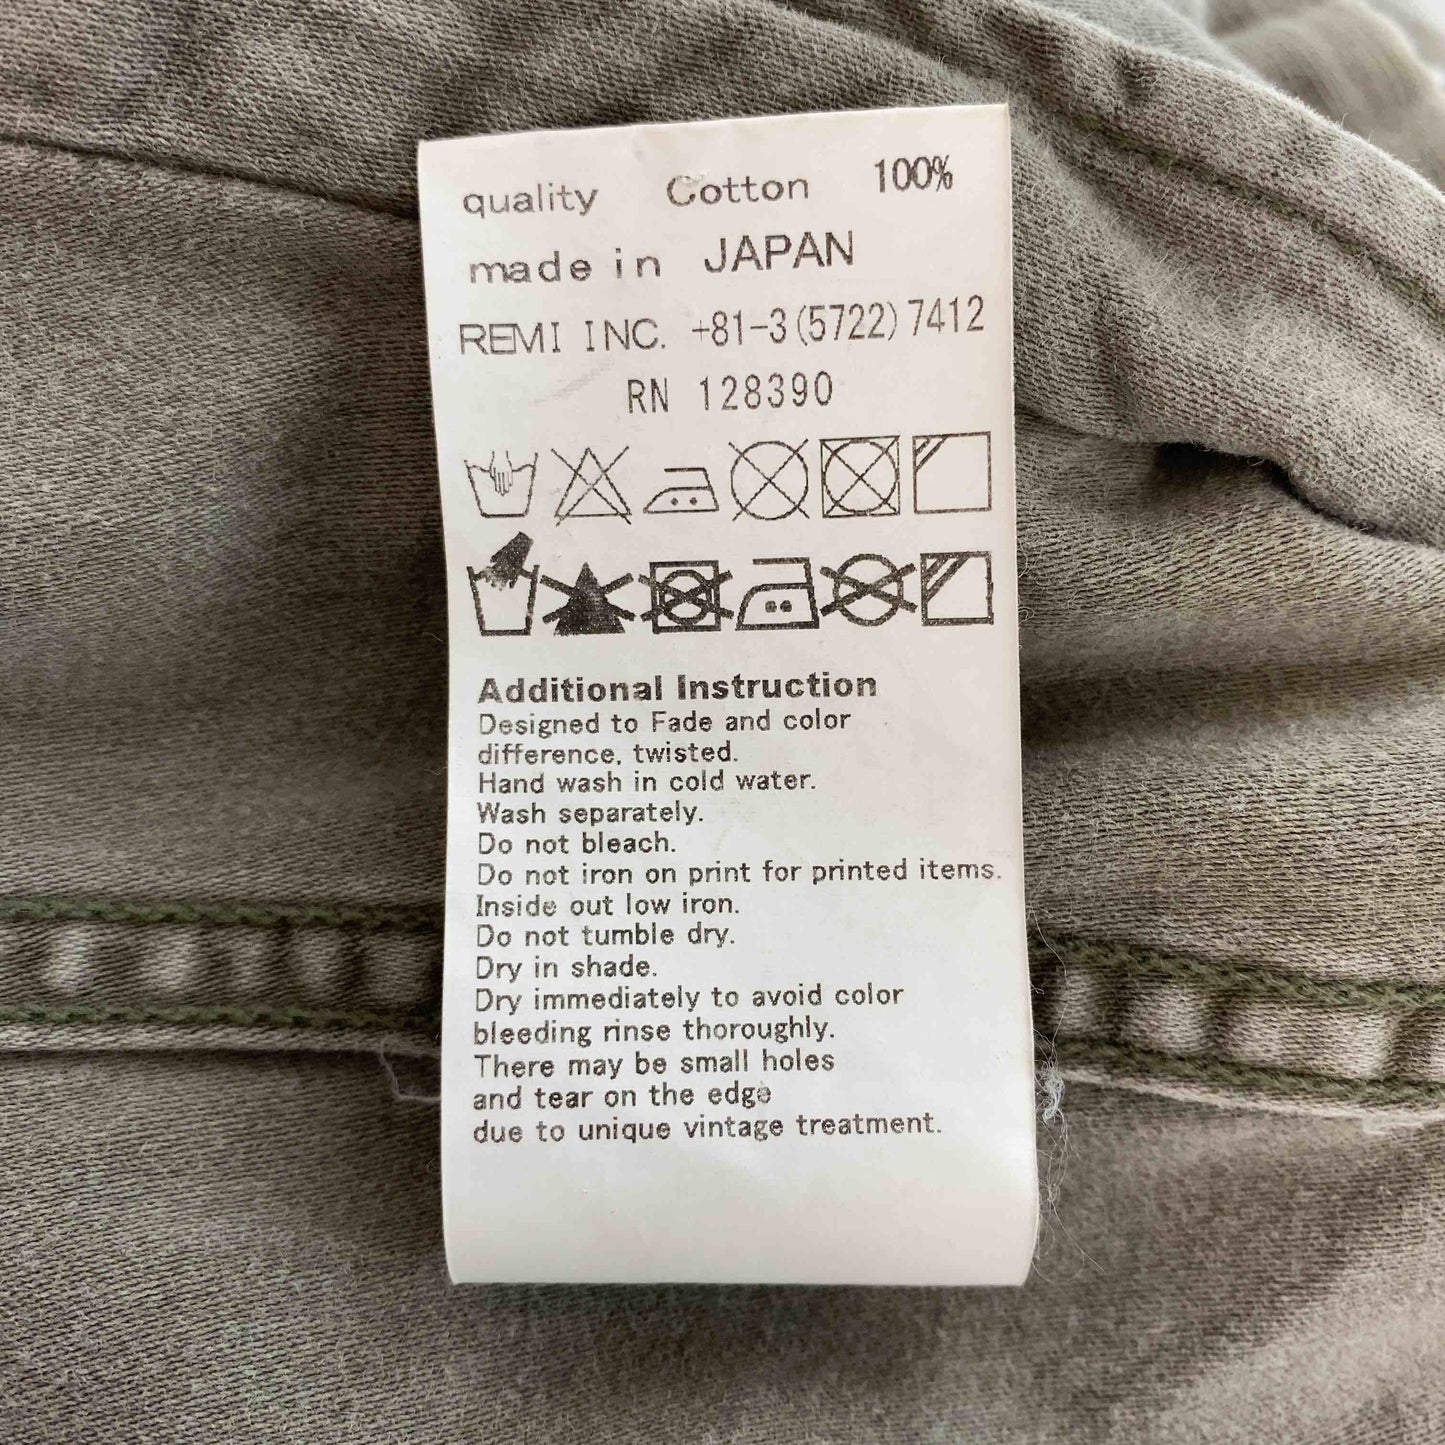 quality Cotton 100%
made in JAPAN
REMI INC. +81-3(5722)7412
RN 128390
Additional Instruction
Designed to Fade and color
difference, twisted.
Hand wash in cold water.
Wash separately.
Do not bleach.
Do not iron on print for printed items.
Inside out low iron.
Do not tumble dry.
Dry in shade.
Dry immediately to avoid color
bleeding rinse thoroughly.
There may be small holes
and tear on the edge
due to unique vintage treatment.